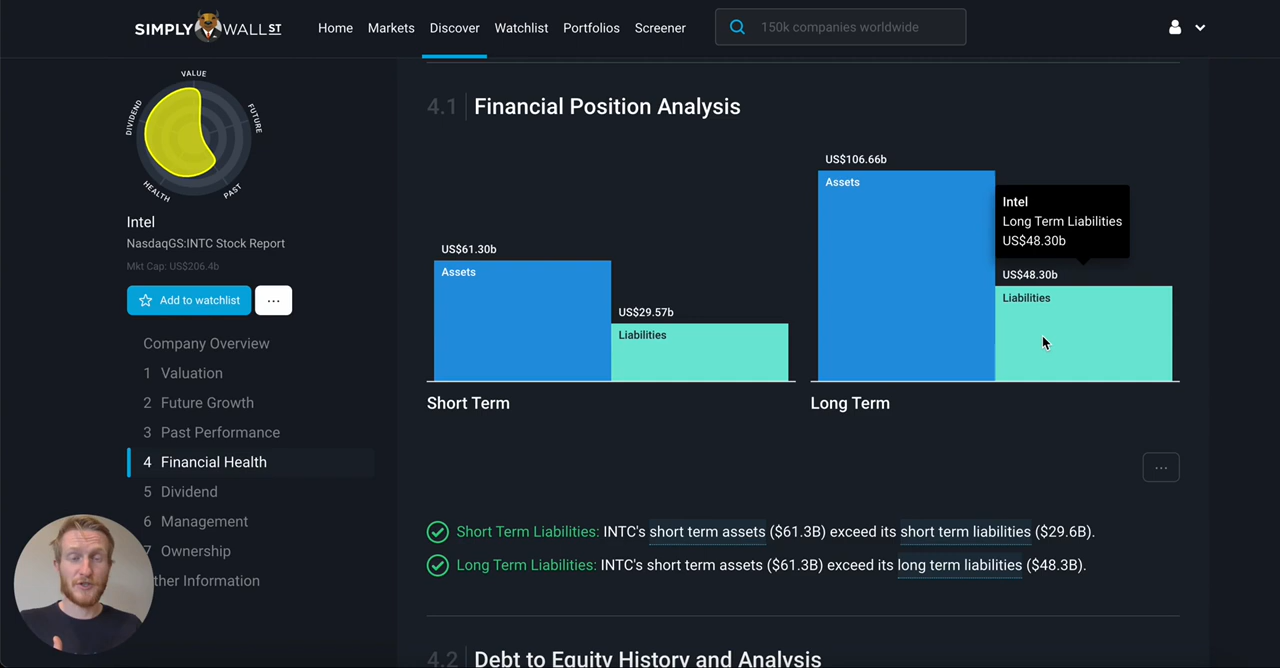 SIMPLY WALL ST
Home Markets Discover Watchlist Portfolios Screener
150k companies worldwide
VALUE
FUTURE
PAST
HEALTH
DIVIDEND
Intel
NasdaqGS:INTC Stock Report
Mkt Cap: US$206.4b
Add to watchlist
...
Company Overview
1 Valuation
2 Future Growth
3 Past Performance
4 Financial Health
5 Dividend
6 Management
7 Ownership
ther Information
4.1 Financial Position Analysis
US$61.30b
Assets
US$29.57b
Liabilities
Short Term
US$106.66b
Assets
Intel
Long Term Liabilities
US$48.30b
US$48.30b
Liabilities
Long Term
...
Short Term Liabilities: INTC's short term assets ($61.3B) exceed its short term liabilities ($29.6B).
Long Term Liabilities: INTC's short term assets ($61.3B) exceed its long term liabilities ($48.3B).
4.2 Debt to Equity History and Analysis